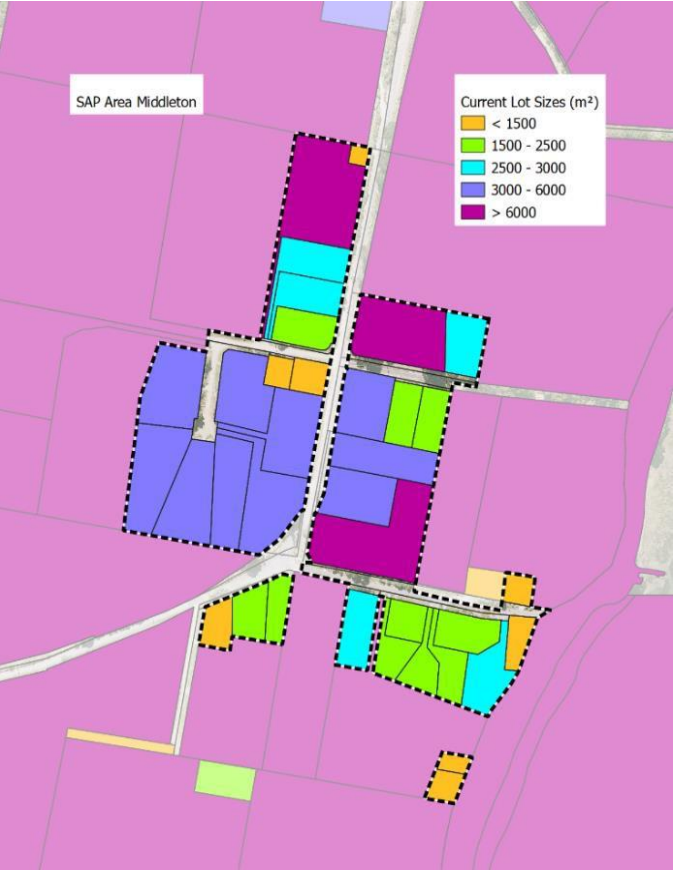 SAP Area Middleton
Current Lot Sizes (m²)
< 1500
1500 - 2500
2500 - 3000
3000 - 6000
> 6000